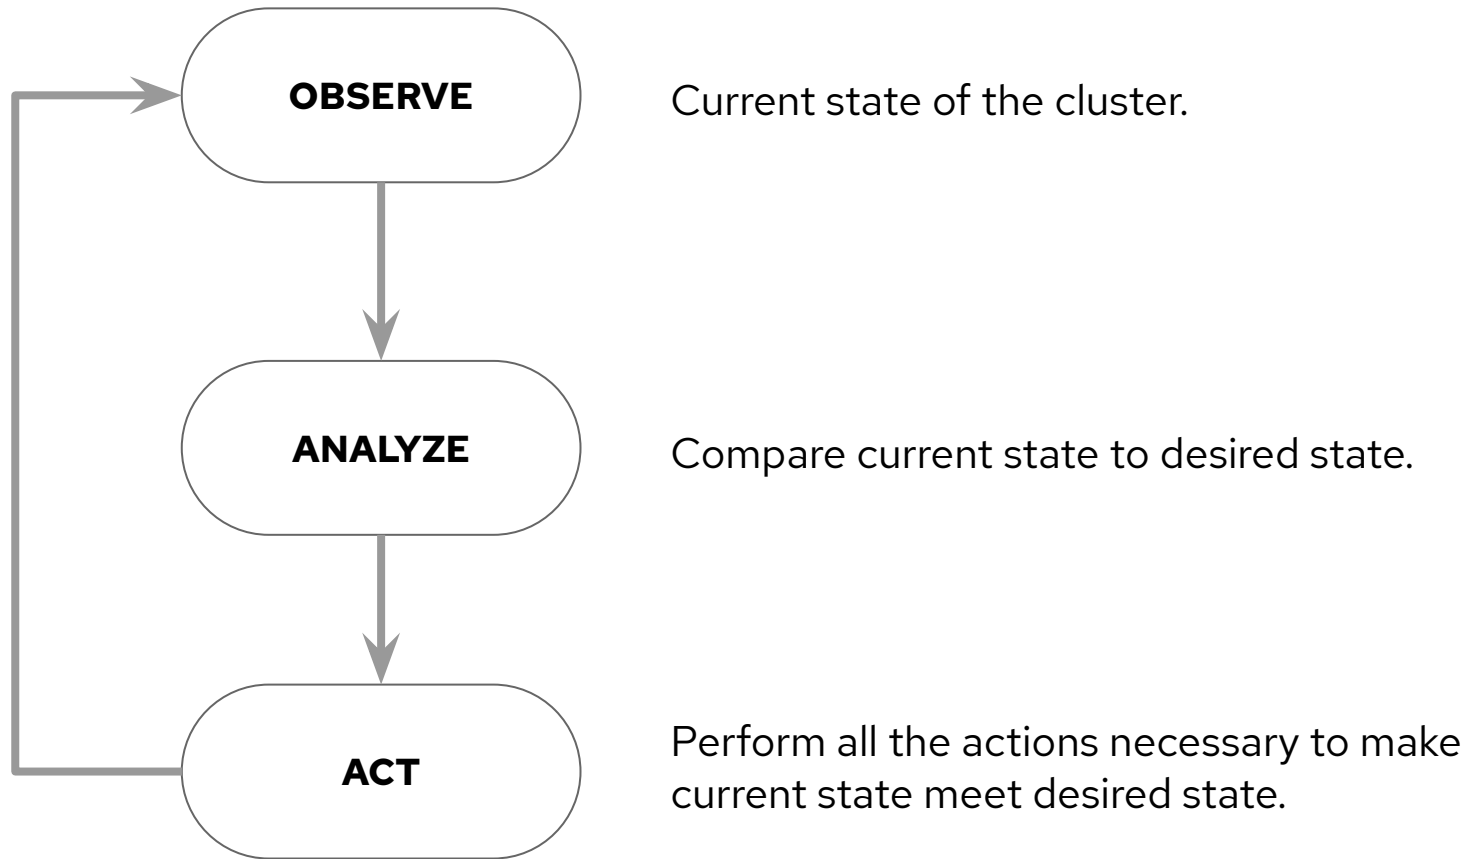 OBSERVE
Current state of the cluster.
ANALYZE
Compare current state to desired state.
ACT
Perform all the actions necessary to make
current state meet desired state.